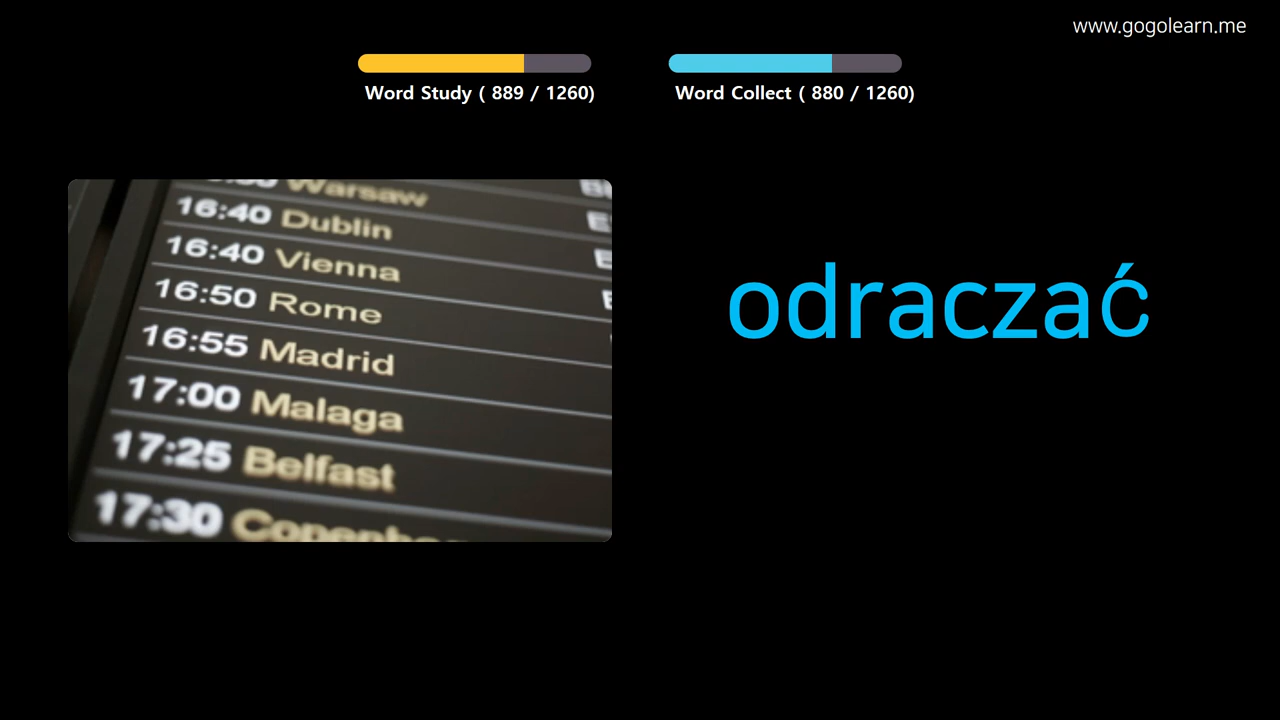 www.gogolearn.me
Word Study ( 889 / 1260)
Word Collect ( 880 / 1260)
Warsaw
16:40 Dublin
16:40 Vienna
16:50 Rome
16:55 Madrid
17:00 Malaga
17:25 Belfast
17:30
odraczać